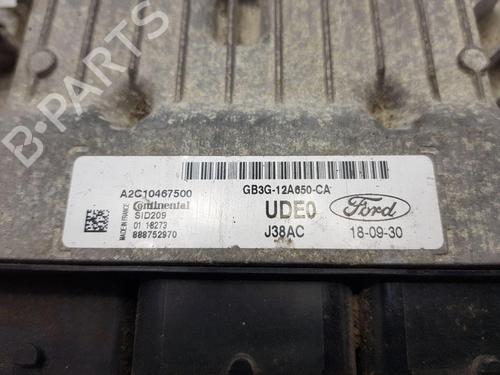 B-Parts
A2C10467500
GB3G-12A650-CA
MADE IN FRANCE
Continental
SID209
01 18273
888752970
UDE0
J38AC
Ford
18-09-30